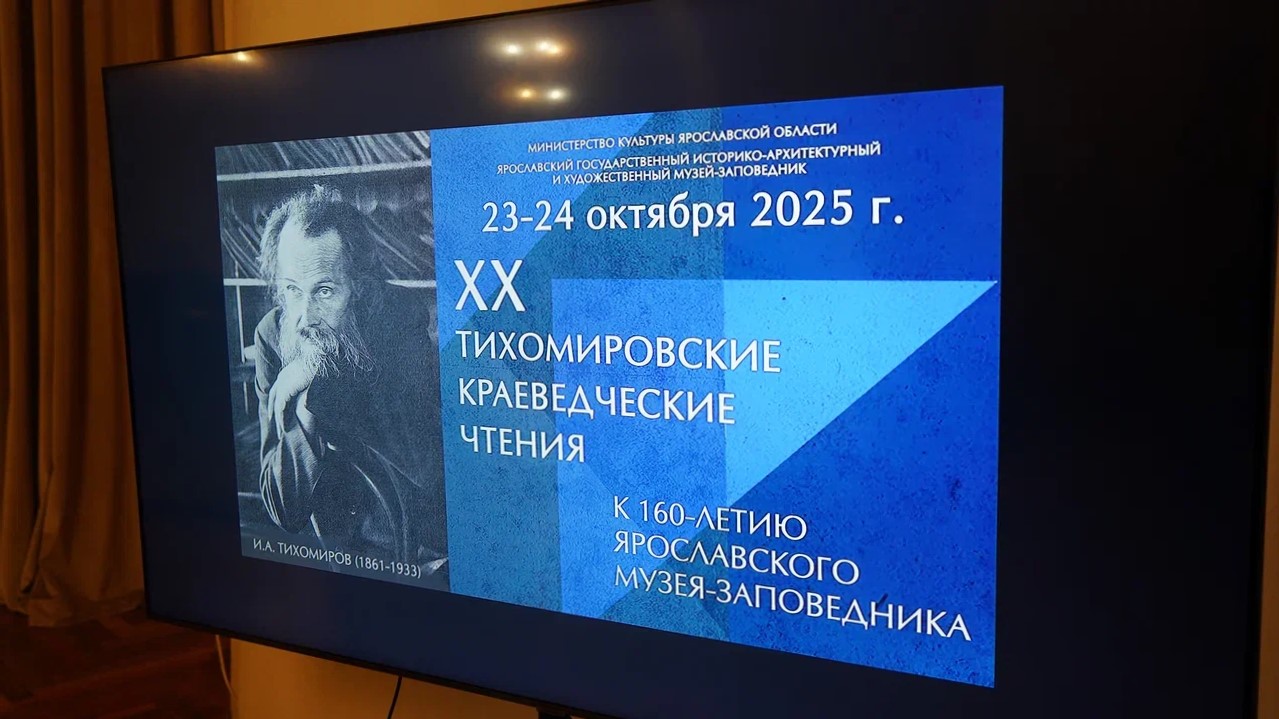 МИНИСТЕРСТВО КУЛЬТУРЫ ЯРОСЛАВСКОЙ ОБЛАСТИ
ЯРОСЛАВСКИЙ ГОСУДАРСТВЕННЫЙ ИСТОРИКО-АРХИТЕКТУРНЫЙ
И ХУДОЖЕСТВЕННЫЙ МУЗЕЙ-ЗАПОВЕДНИК
23-24 октября 2025 г.
XX
ТИХОМИРОВСКИЕ
КРАЕВЕДЧЕСКИЕ
ЧТЕНИЯ
К 160-ЛЕТИЮ
ЯРОСЛАВСКОГО
МУЗЕЯ-ЗАПОВЕДНИКА
И.А. ТИХОМИРОВ (1861-1933)